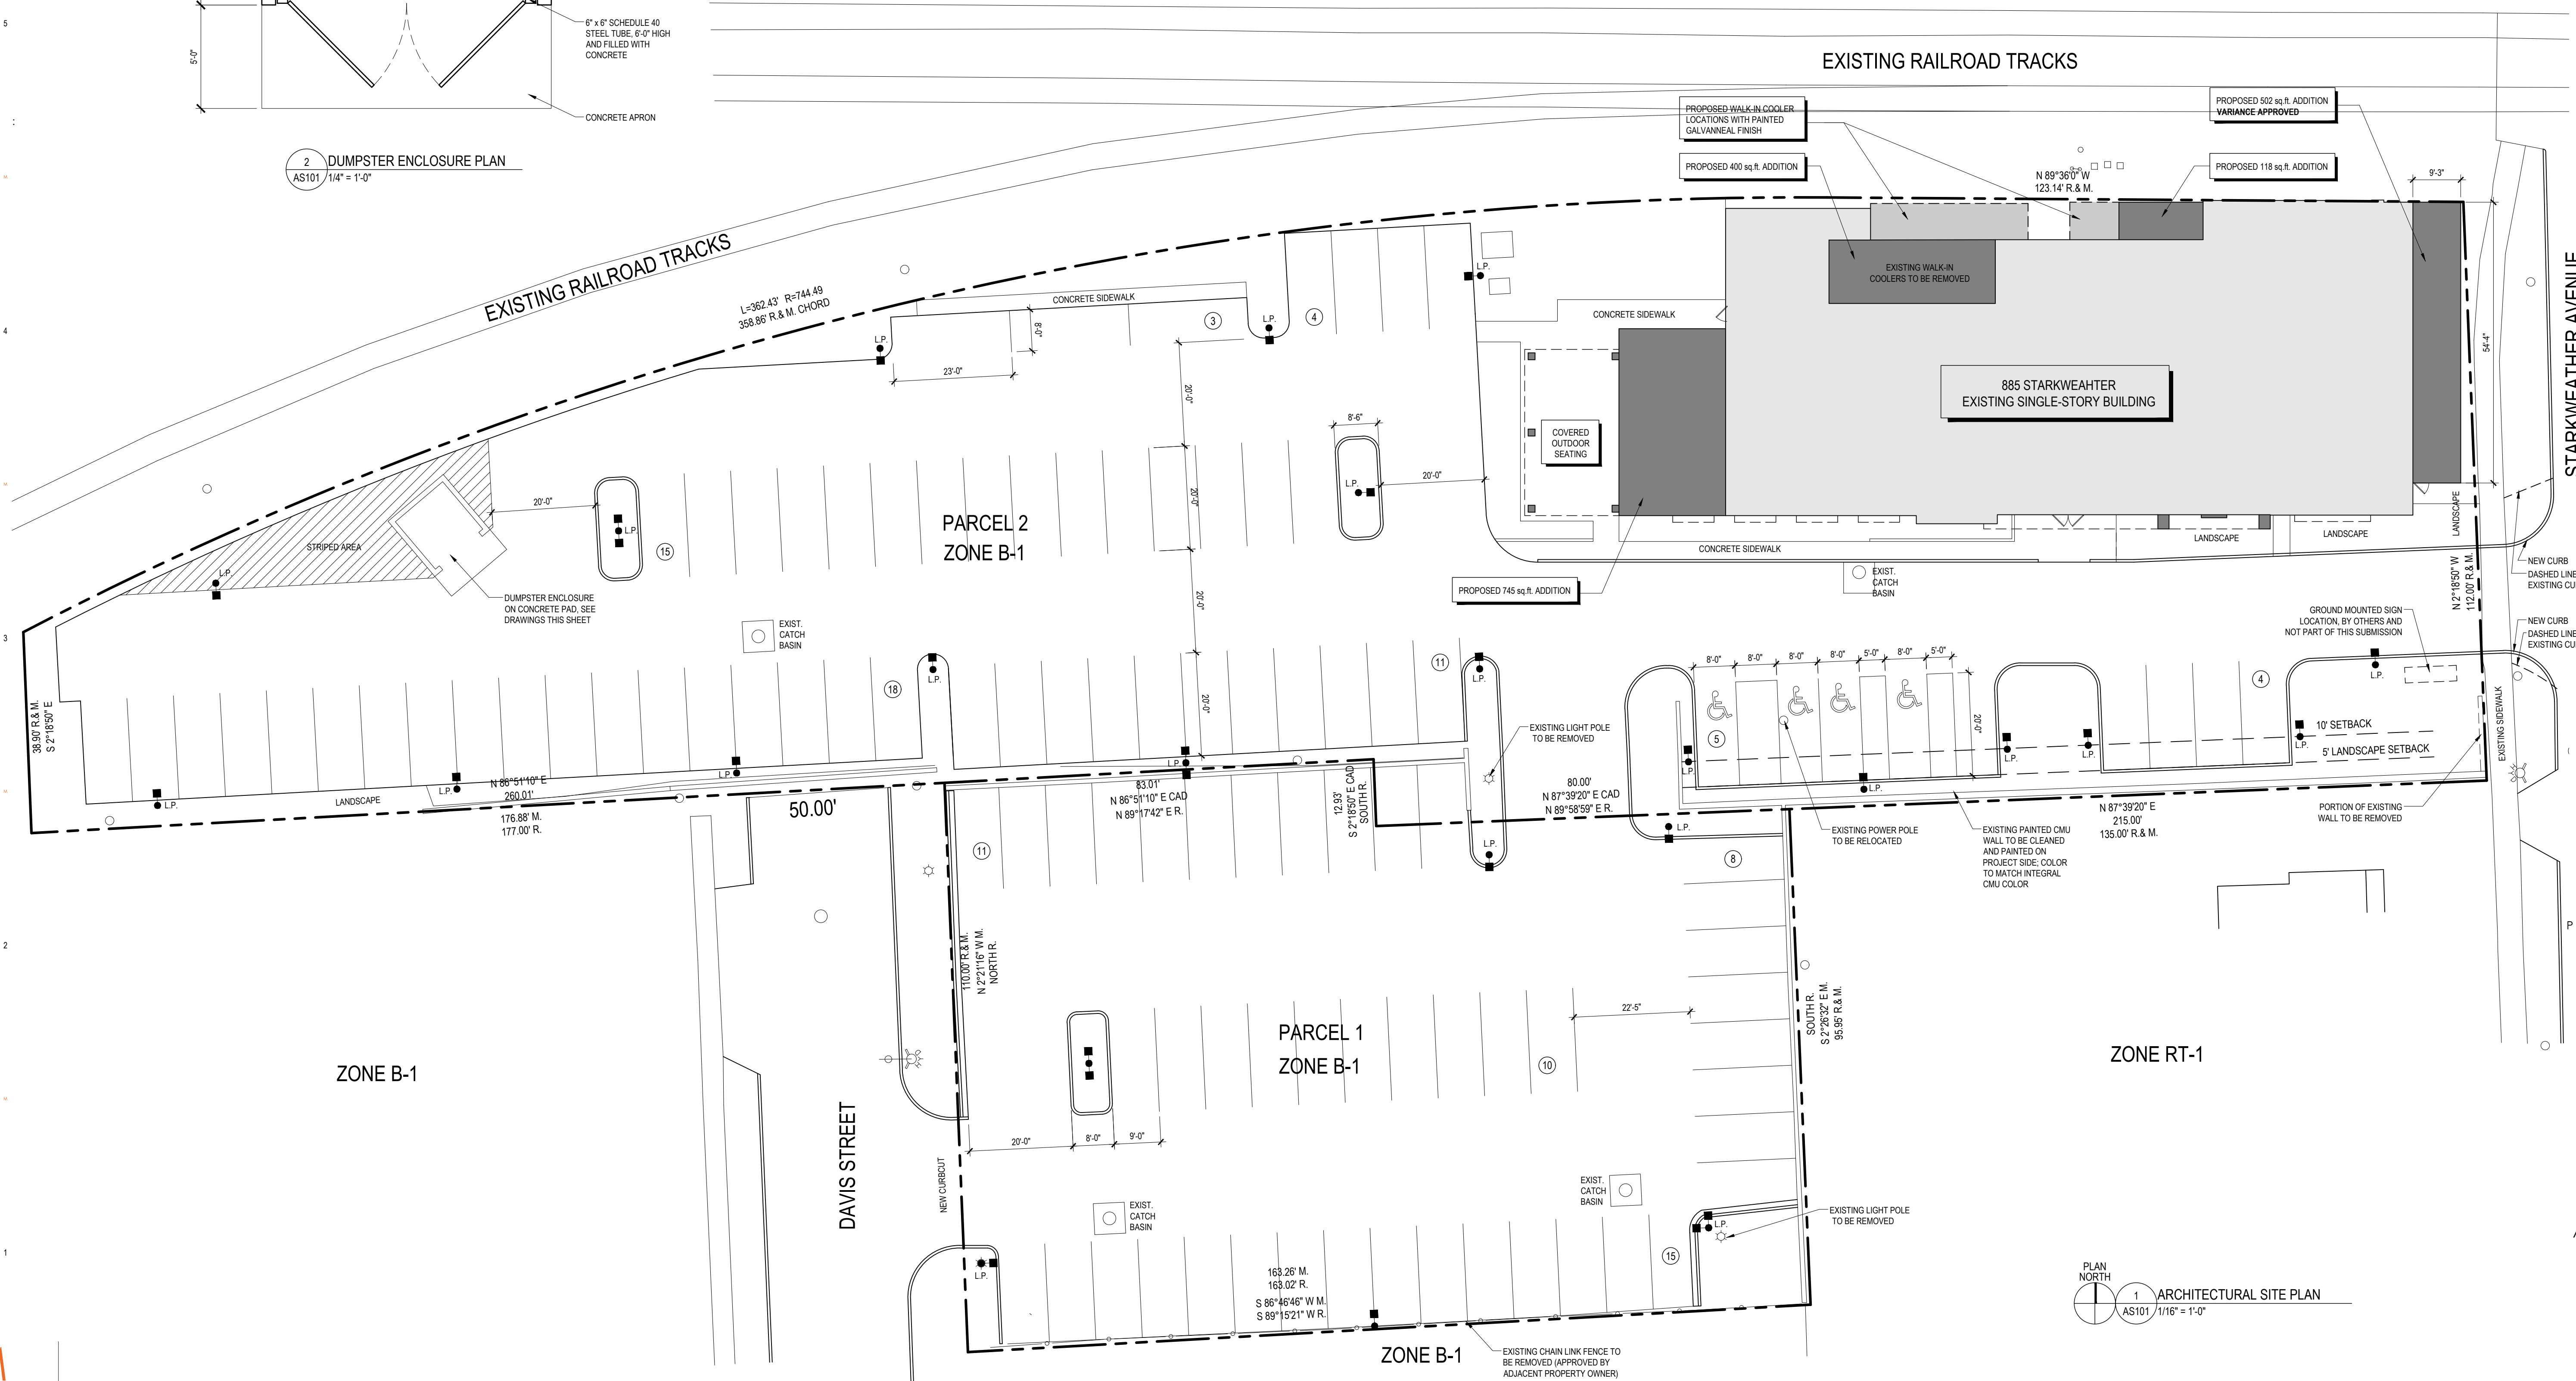 5
5'-0"
6" x 6" SCHEDULE 40
STEEL TUBE, 6'-0" HIGH
AND FILLED WITH
CONCRETE
CONCRETE APRON
2
AS101
DUMPSTER ENCLOSURE PLAN
1/4" = 1'-0"
EXISTING RAILROAD TRACKS
PROPOSED WALK-IN COOLER
LOCATIONS WITH PAINTED
GALVANNEAL FINISH
PROPOSED 502 sq.ft. ADDITION
VARIANCE APPROVED
PROPOSED 400 sq.ft. ADDITION
PROPOSED 118 sq.ft. ADDITION
N 89°36'0" W
123.14' R.& M.
9'-3"
54'-4"
STARKWEATHER AVENUE
EXISTING RAILROAD TRACKS
L=362.43' R=744.49
358.86' R.& M. CHORD
4
CONCRETE SIDEWALK
L.P.
L.P.
L.P.
3
4
8'-0"
23'-0"
20'-0"
EXISTING WALK-IN
COOLERS TO BE REMOVED
CONCRETE SIDEWALK
885 STARKWEAHTER
EXISTING SINGLE-STORY BUILDING
COVERED
OUTDOOR
SEATING
8'-6"
L.P.
20'-0"
20'-0"
20'-0"
L.P.
15
STRIPED AREA
L.P.
PARCEL 2
ZONE B-1
DUMPSTER ENCLOSURE
ON CONCRETE PAD, SEE
DRAWINGS THIS SHEET
20'-0"
CONCRETE SIDEWALK
LANDSCAPE
LANDSCAPE
LANDSCAPE
PROPOSED 745 sq.ft. ADDITION
EXIST.
CATCH
BASIN
N 2°18'50" W
112.00' R.& M.
NEW CURB
DASHED LINE
EXISTING CU
GROUND MOUNTED SIGN
LOCATION, BY OTHERS AND
NOT PART OF THIS SUBMISSION
NEW CURB
DASHED LINE
EXISTING CU
3
EXIST.
CATCH
BASIN
18
L.P.
11
L.P.
20'-0"
8'-0"
8'-0"
8'-0"
8'-0"
5'-0"
8'-0"
5'-0"
20'-0"
5
4
L.P.
L.P.
L.P.
L.P.
L.P.
10' SETBACK
5' LANDSCAPE SETBACK
EXISTING SIDEWALK
38.90' R.& M.
S 2°18'50" E
L.P.
L.P.
L.P.
L.P.
LANDSCAPE
N 86°51'10" E
260.01'
176.88' M.
177.00' R.
50.00'
83.01'
N 86°51'10" E CAD
N 89°17'42" E R.
12.93'
S 2°18'50" E CAD
SOUTH R.
EXISTING LIGHT POLE
TO BE REMOVED
80.00'
N 87°39'20" E CAD
N 89°58'59" E R.
L.P.
L.P.
L.P.
EXISTING POWER POLE
TO BE RELOCATED
EXISTING PAINTED CMU
WALL TO BE CLEANED
AND PAINTED ON
PROJECT SIDE; COLOR
TO MATCH INTEGRAL
CMU COLOR
N 87°39'20" E
215.00'
135.00' R.& M.
PORTION OF EXISTING
WALL TO BE REMOVED
11
8
2
P
110.00' R.& M.
N 2°21'16" W M.
NORTH R.
PARCEL 1
ZONE B-1
22'-5"
10
SOUTH R.
S 2°26'32" E M.
95.95' R.& M.
ZONE B-1
ZONE RT-1
DAVIS STREET
20'-0"
8'-0"
9'-0"
NEW CURBCUT
EXIST.
CATCH
BASIN
EXIST.
CATCH
BASIN
EXISTING LIGHT POLE
TO BE REMOVED
L.P.
15
1
L.P.
163.26' M.
163.02' R.
S 86°46'46" W M.
S 89°15'21" W R.
ZONE B-1
EXISTING CHAIN LINK FENCE TO
BE REMOVED (APPROVED BY
ADJACENT PROPERTY OWNER)
PLAN
NORTH
1
AS101
ARCHITECTURAL SITE PLAN
1/16" = 1'-0"